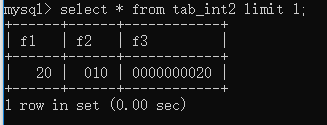 mysql> select * from tab_int2 limit 1;
+------+------+------------+
| f1   | f2   | f3         |
+------+------+------------+
|   20 |  010 | 0000000020 |
+------+------+------------+
1 row in set (0.00 sec)